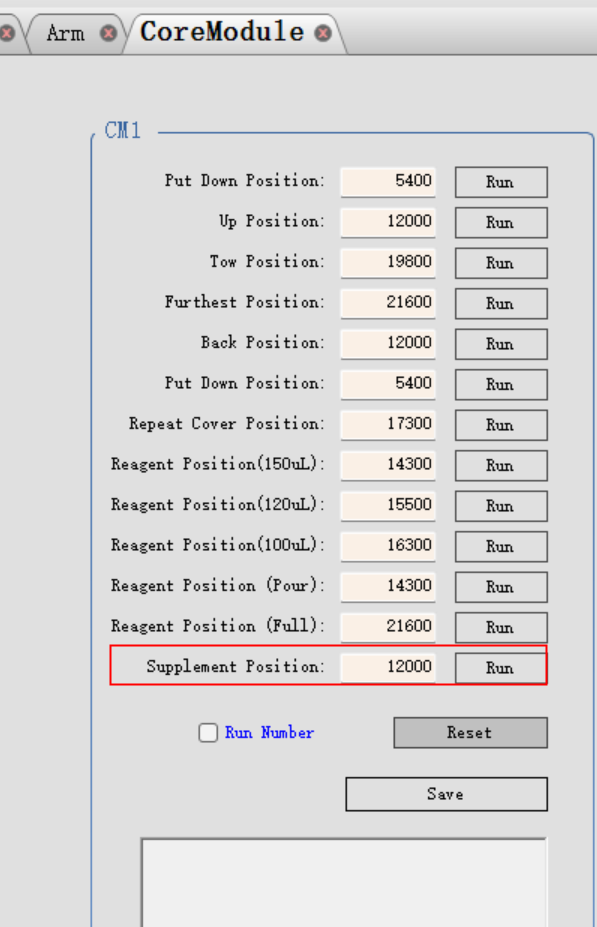 Arm CoreModule
CM1
Put Down Position: 5400 Run
Up Position: 12000 Run
Tow Position: 19800 Run
Furthest Position: 21600 Run
Back Position: 12000 Run
Put Down Position: 5400 Run
Repeat Cover Position: 17300 Run
Reagent Position(150uL): 14300 Run
Reagent Position(120uL): 15500 Run
Reagent Position(100uL): 16300 Run
Reagent Position (Pour): 14300 Run
Reagent Position (Full): 21600 Run
Supplement Position: 12000 Run
Run Number Reset
Save